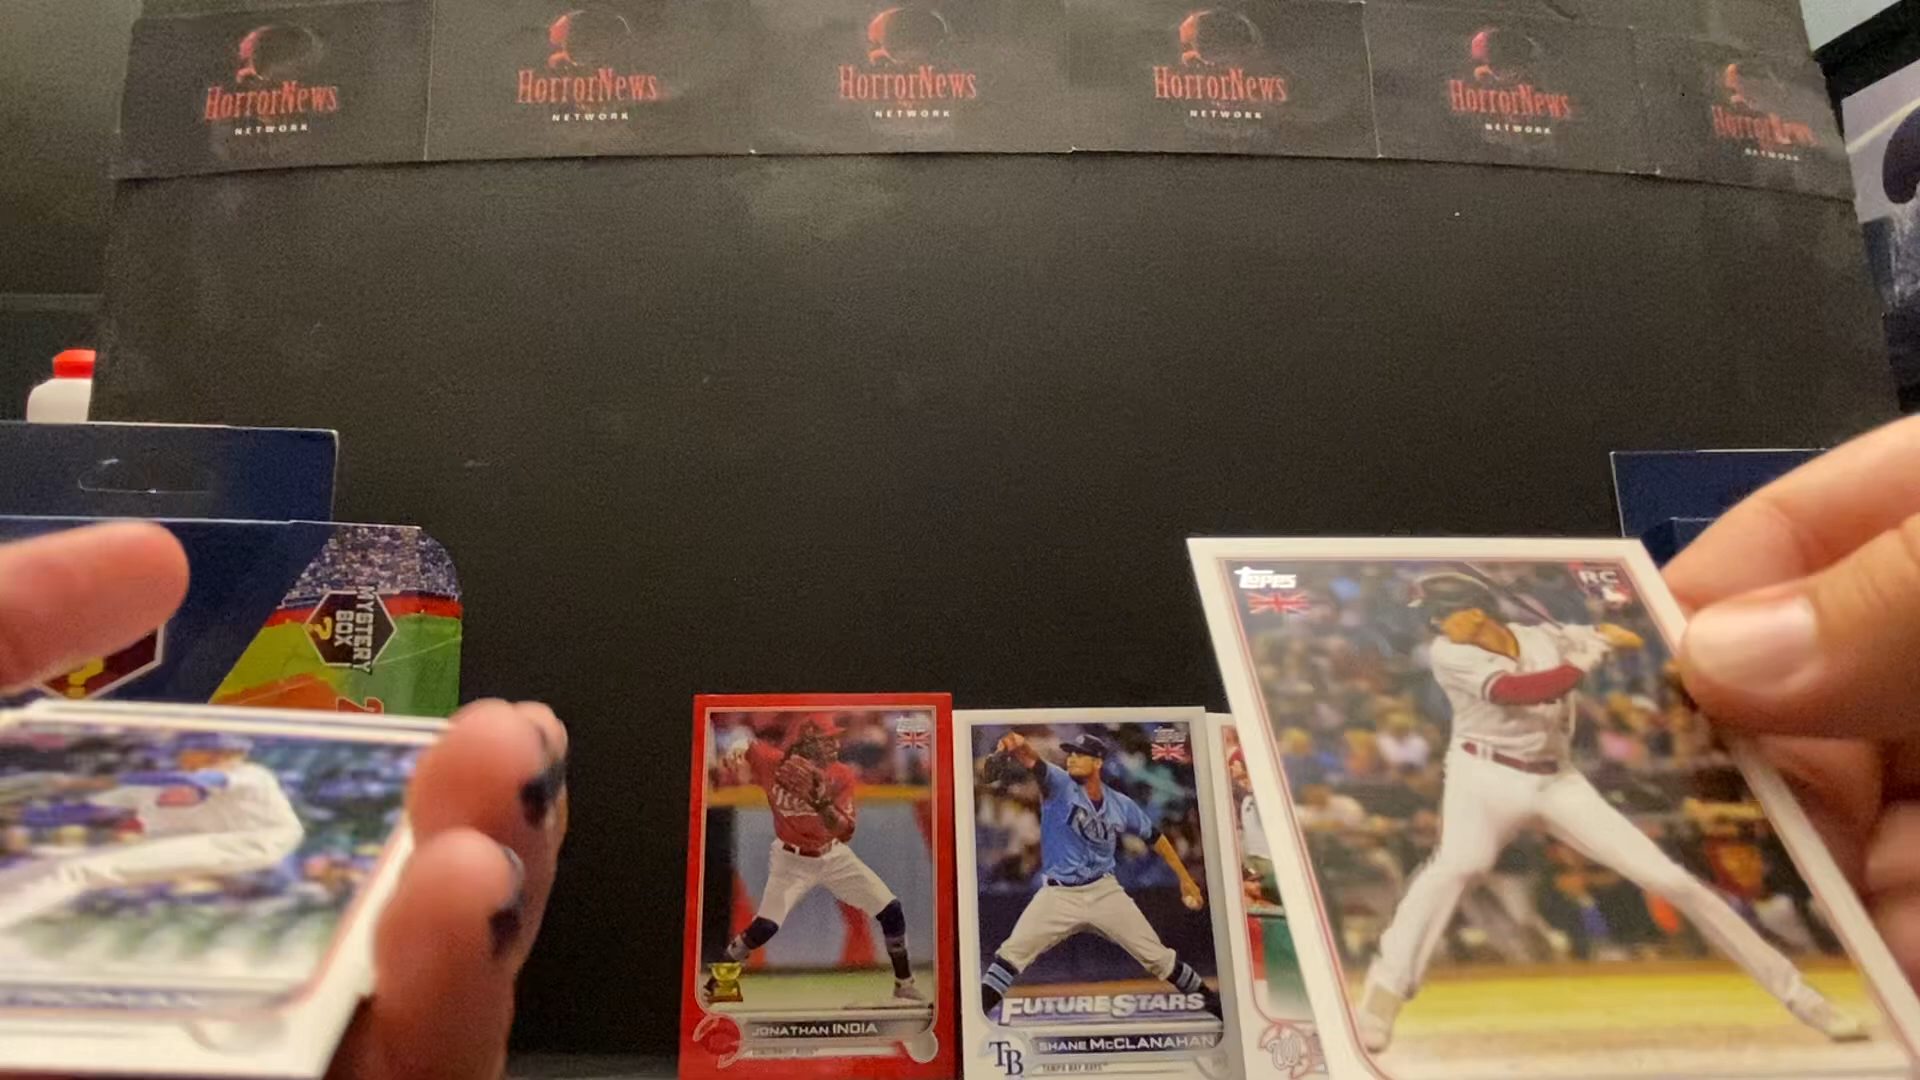 HorrorNews
NETWORK
HorrorNews
NETWORK
HorrorNews
NETWORK
HorrorNews
NETWORK
HorrorNews
NETWORK
HorrorNews
NETWORK
MYSTERY
BOX
?
2
TOPPS
RC
RAYS
FUTURE STARS
JONATHAN INDIA
TB
SHANE McCLANAHAN
TAMPA BAY RAYS™
W